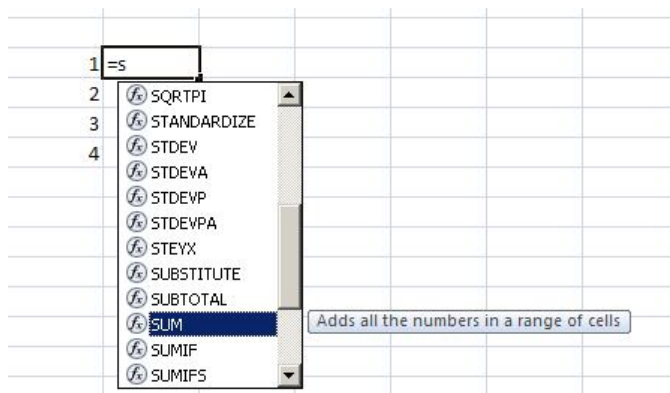 1 =s
2 SQRTPI
3 STANDARDIZE
4 STDEV
STDEVA
STDEVP
STDEVPA
STEYX
SUBSTITUTE
SUBTOTAL
SUM Adds all the numbers in a range of cells
SUMIF
SUMIFS